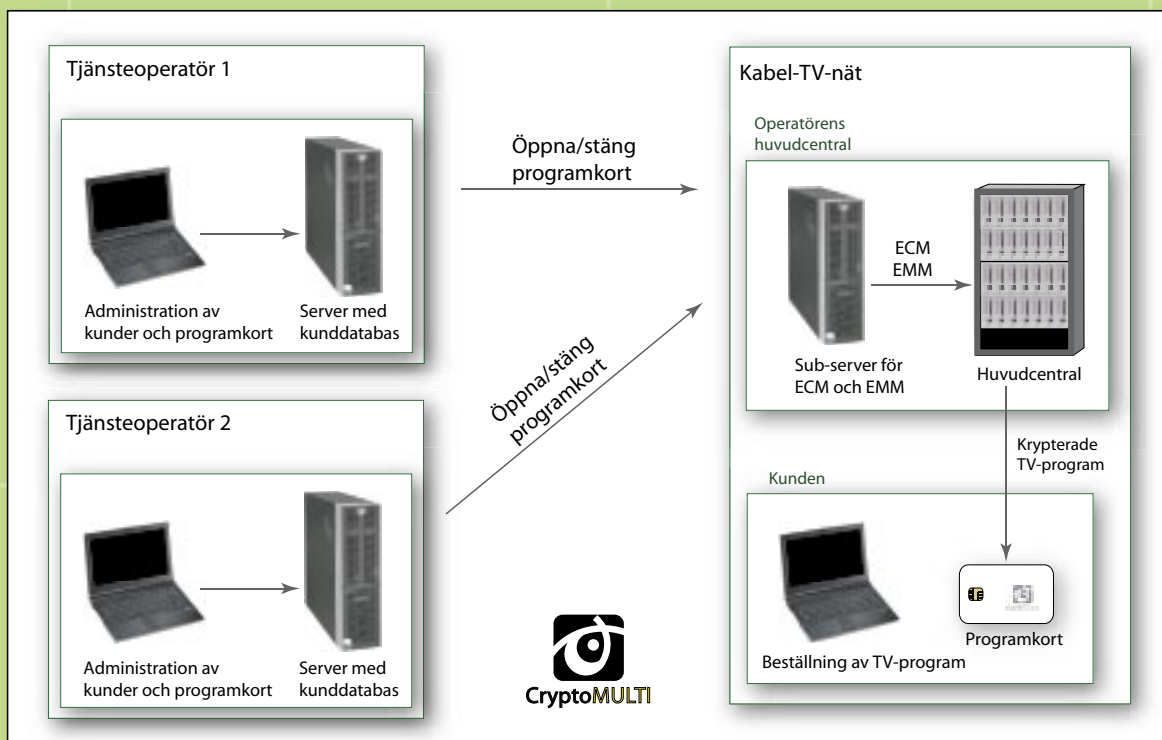 Tjänsteoperatör 1
Administration av
kunder och programkort
Server med
kunddatabas
Öppna/stäng
programkort
Tjänsteoperatör 2
Administration av
kunder och programkort
Server med
kunddatabas
Öppna/stäng
programkort
CryptoMULTI
Kabel-TV-nät
Operatörens
huvudcentral
ECM
EMM
Sub-server för
ECM och EMM
Huvudcentral
Krypterade
TV-program
Kunden
Programkort
Beställning av TV-program